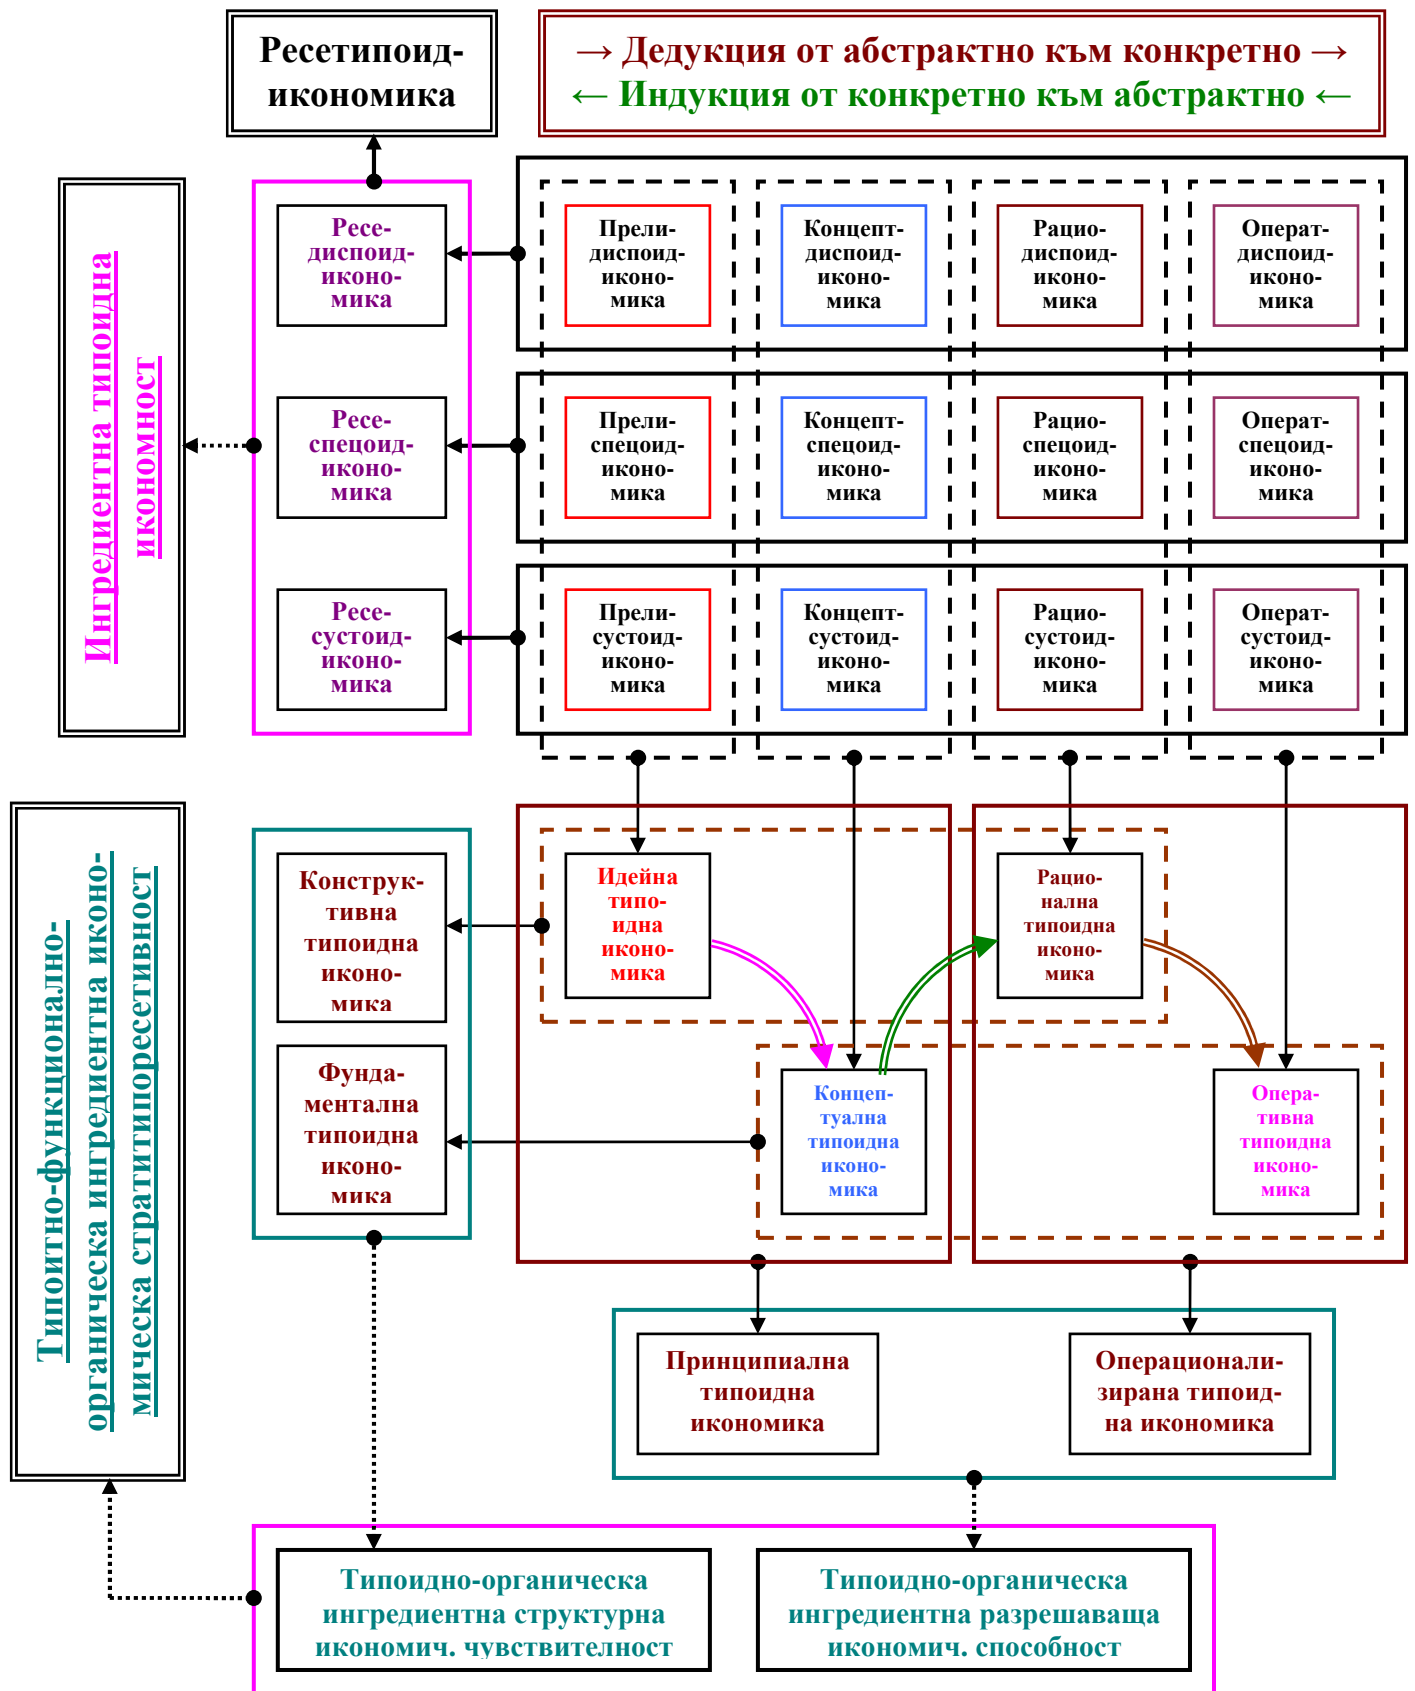 Ресетипоид-
икономика
→ Дедукция от абстрактно към конкретно →
← Индукция от конкретно към абстрактно ←
Ингредиентна типоидна
икономност
Ресе-
диспоид-
иконо-
мика
Прели-
диспоид-
иконо-
мика
Концепт-
диспоид-
иконо-
мика
Рацио-
диспоид-
иконо-
мика
Операт-
диспоид-
иконо-
мика
Ресе-
спецоид-
иконо-
мика
Прели-
спецоид-
иконо-
мика
Концепт-
спецоид-
иконо-
мика
Рацио-
спецоид-
иконо-
мика
Операт-
спецоид-
иконо-
мика
Ресе-
сустоид-
иконо-
мика
Прели-
сустоид-
иконо-
мика
Концепт-
сустоид-
иконо-
мика
Рацио-
сустоид-
иконо-
мика
Операт-
сустоид-
иконо-
мика
Типоитно-функционално-
органическа ингредиентна иконо-
мическа стратитипоресетивност
Конструк-
тивна
типоидна
иконо-
мика
Идейна
типо-
идна
иконо-
мика
Рацио-
нална
типоидна
иконо-
мика
Фунда-
ментална
типоидна
иконо-
мика
Концеп-
туална
типоидна
иконо-
мика
Опера-
тивна
типоидна
иконо-
мика
Принципиална
типоидна
икономика
Операционали-
зирана типоид-
на икономика
Типоидно-органическа
ингредиентна структурна
икономич. чувствителност
Типоидно-органическа
ингредиентна разрешаваща
икономич. способност